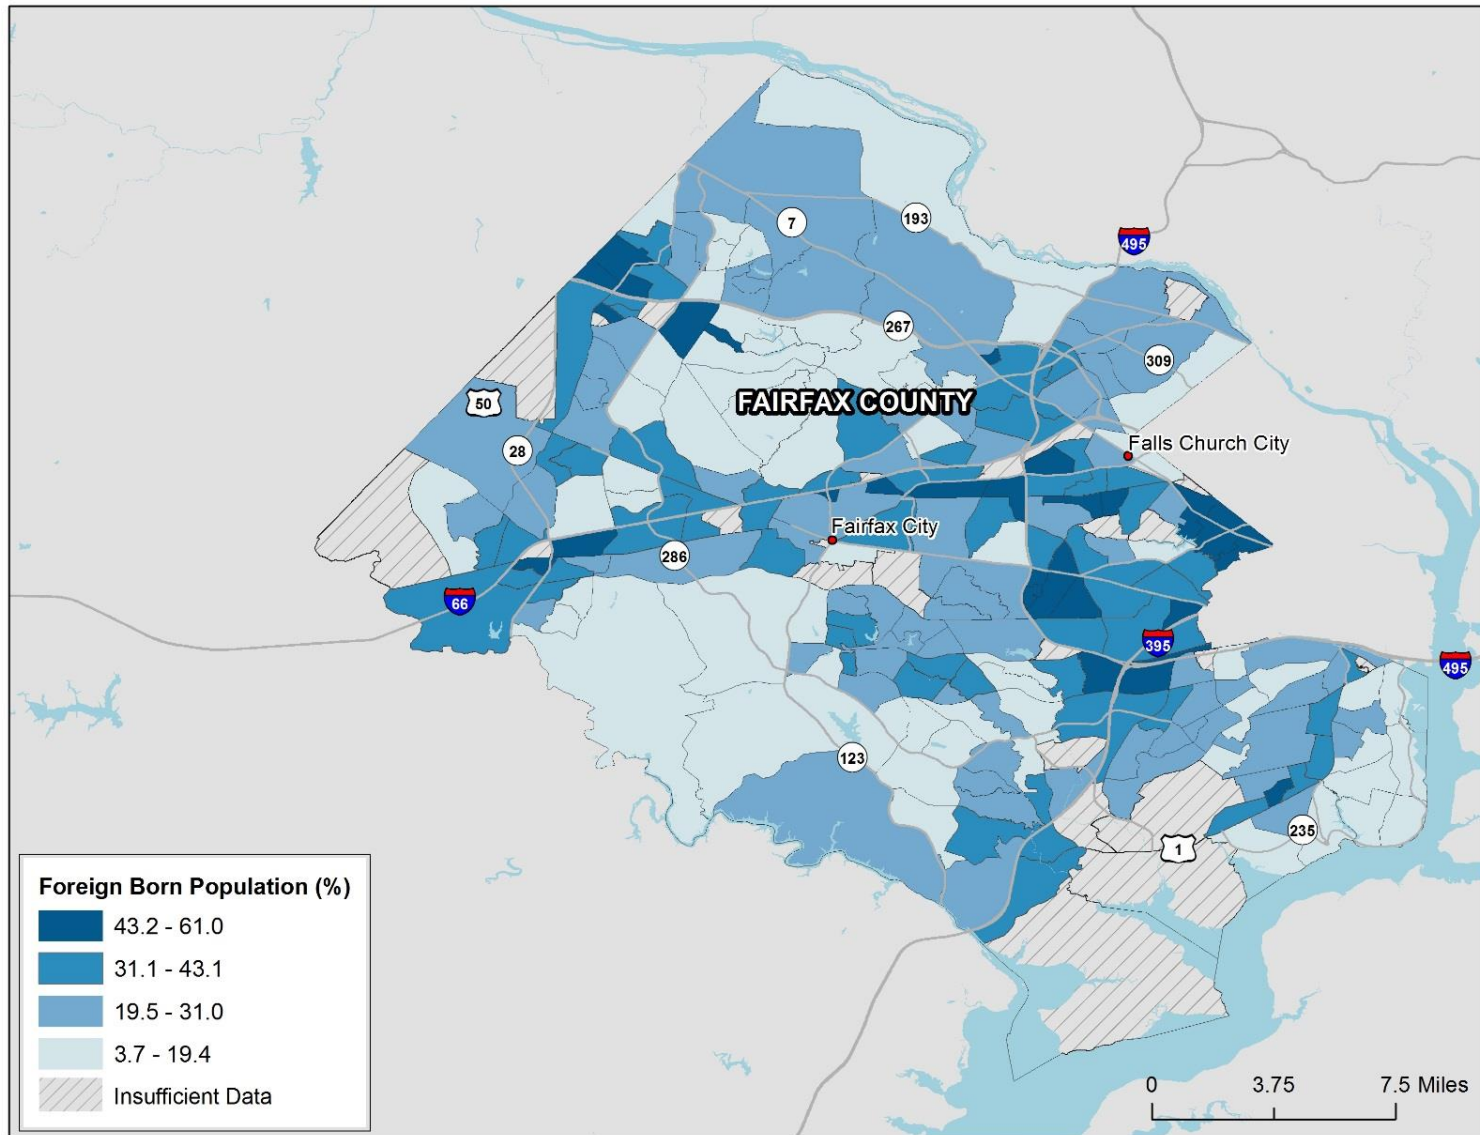 193
7
495
267
309
FAIRFAX COUNTY
50
28
Falls Church City
Fairfax City
286
66
395
495
123
235
1
Foreign Born Population (%)
43.2 - 61.0
31.1 - 43.1
19.5 - 31.0
3.7 - 19.4
Insufficient Data
0 3.75 7.5 Miles